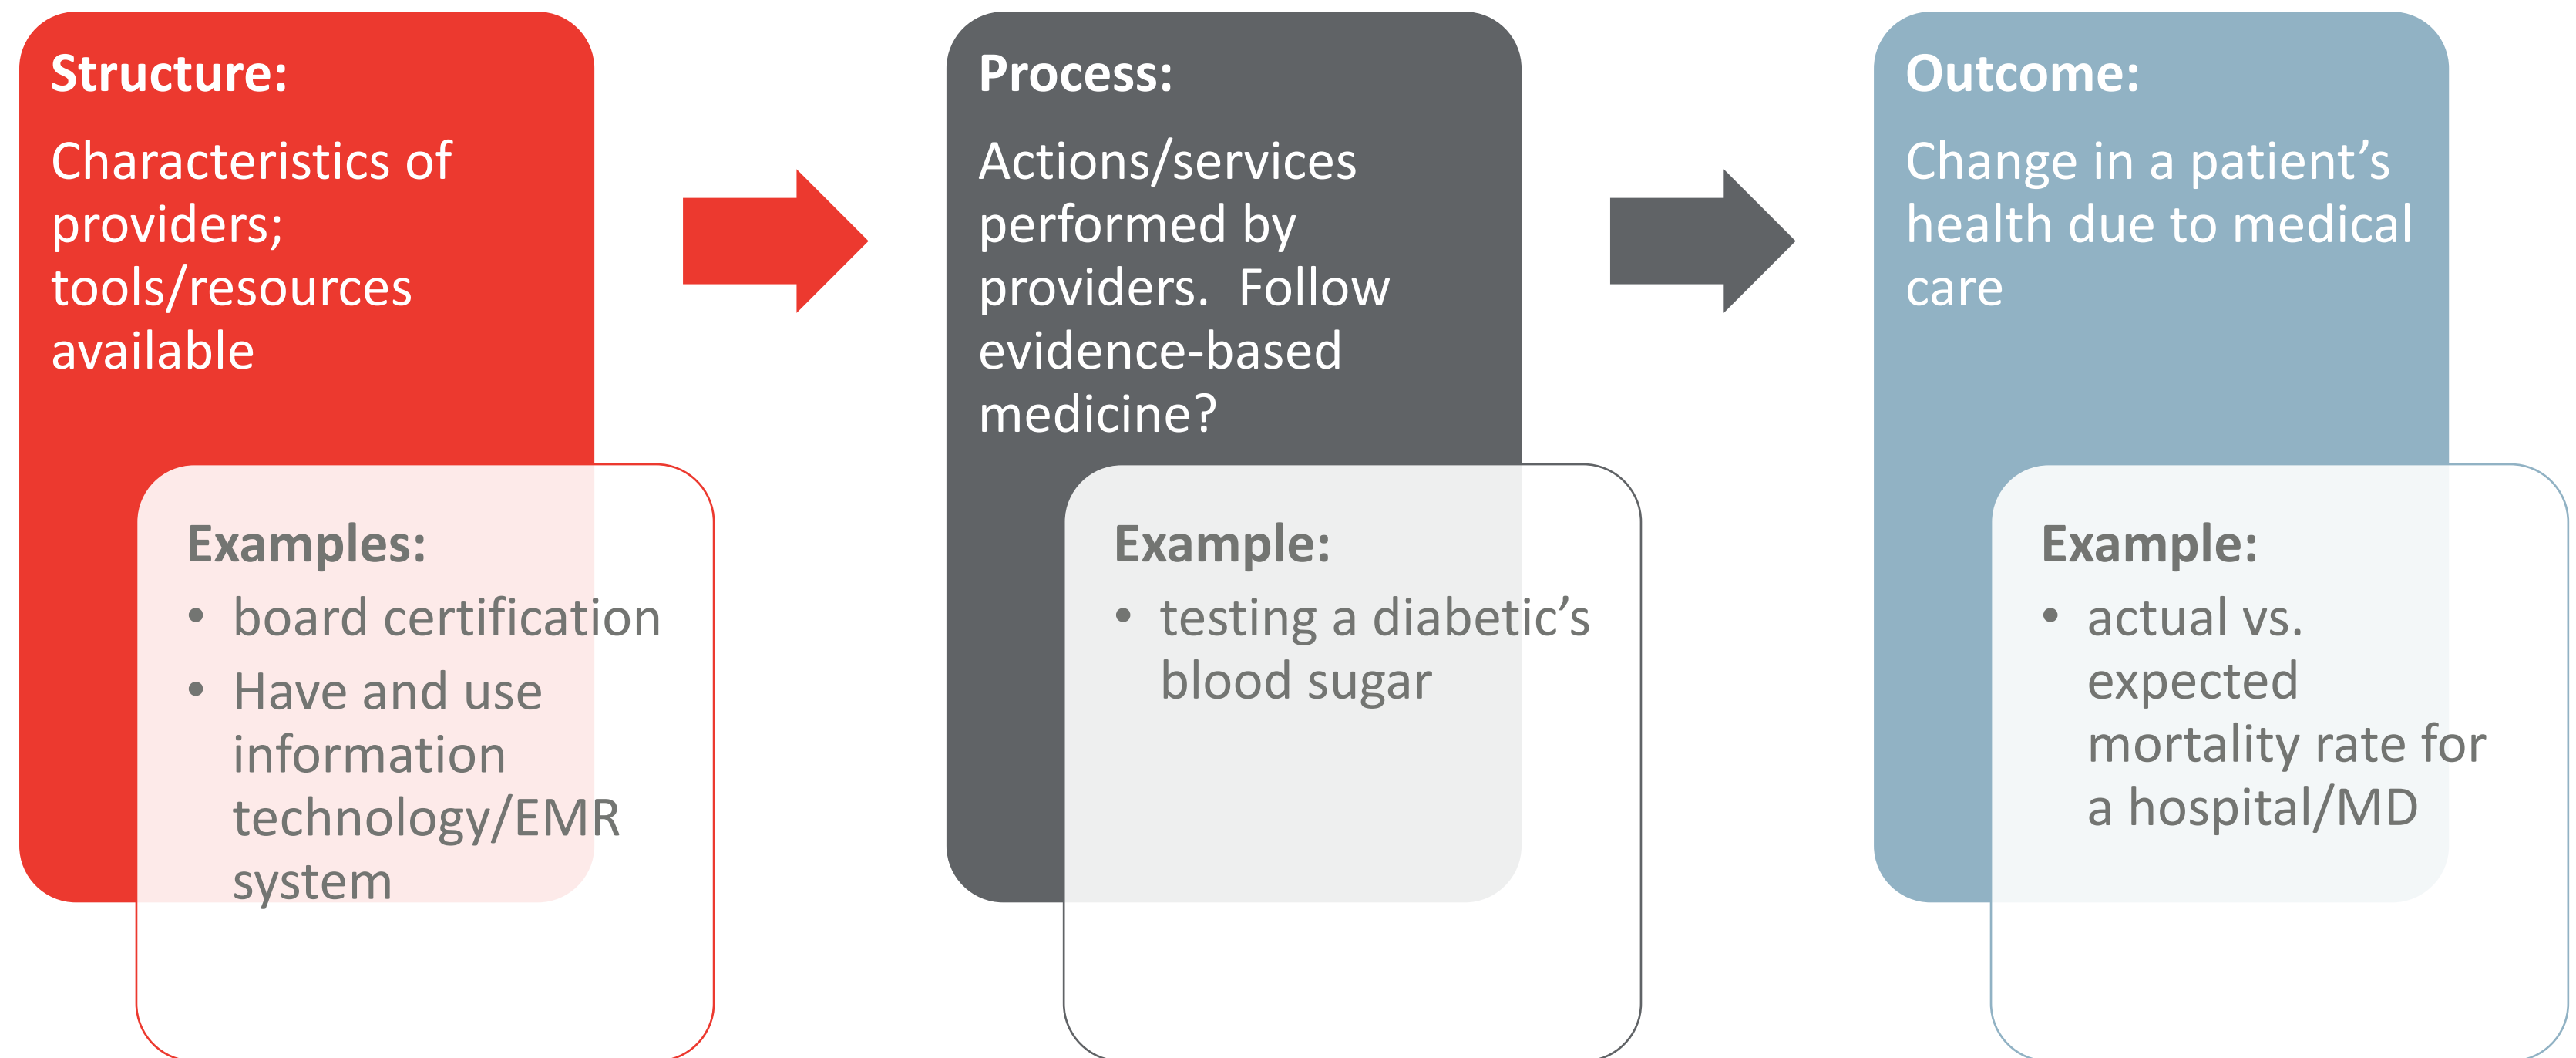 Structure:
Characteristics of
providers;
tools/resources
available
Examples:
• board certification
• Have and use
information
technology/EMR
system
Process:
Actions/services
performed by
providers.  Follow
evidence-based
medicine?
Example:
• testing a diabetic’s
blood sugar
Outcome:
Change in a patient’s
health due to medical
care
Example:
• actual vs.
expected
mortality rate for
a hospital/MD